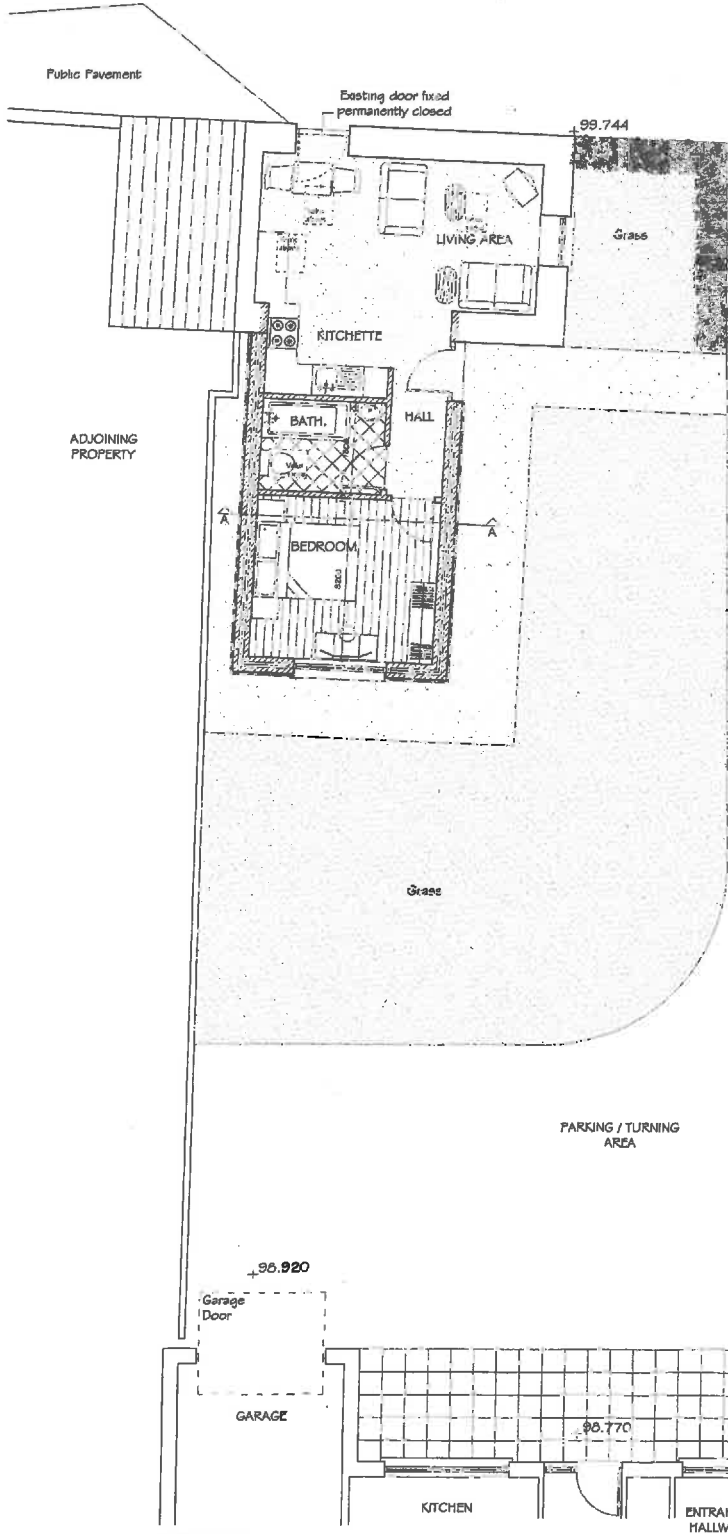 Public Pavement
Existing door fixed
permanently closed
99.744
LIVING AREA
Grass
KITCHETTE
BATH.
HALL
ADJOINING
PROPERTY
A
A
BEDROOM
Grass
PARKING / TURNING
AREA
98.920
Garage
Door
GARAGE
98.770
KITCHEN
ENTRA
HALLW